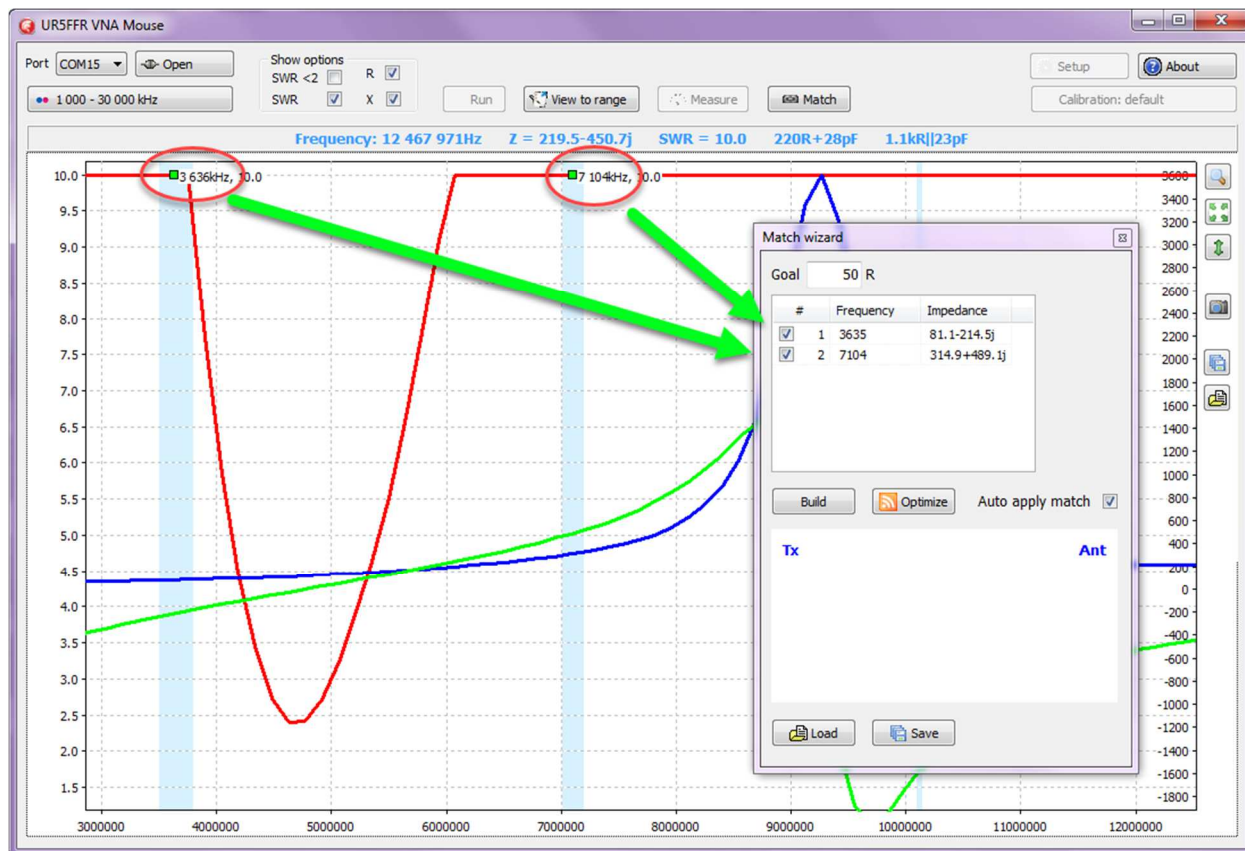 UR5FFR VNA Mouse
Port COM15 Open
Show options
SWR <2 R
SWR X
1 000 - 30 000 kHz
Run View to range Measure Match
Setup About
Calibration: default
Frequency: 12 467 971Hz Z = 219.5-450.7j SWR = 10.0 220R+28pF 1.1kR||23pF
3 636kHz, 10.0
7 104kHz, 10.0
10.0
9.5
9.0
8.5
8.0
7.5
7.0
6.5
6.0
5.5
5.0
4.5
4.0
3.5
3.0
2.5
2.0
1.5
Match wizard
Goal 50 R
# Frequency Impedance
1 3635 81.1-214.5j
2 7104 314.9+489.1j
Build Optimize Auto apply match
Tx Ant
Load Save
3600
3400
3200
3000
2800
2600
2400
2200
2000
1800
1600
1400
1200
1000
800
600
400
200
0
-200
-400
-600
-800
-1000
-1200
-1400
-1600
-1800
3000000 4000000 5000000 6000000 7000000 8000000 9000000 10000000 11000000 12000000